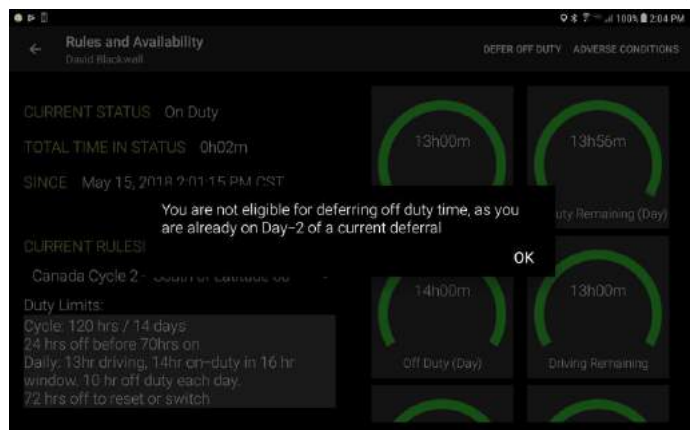 100% 2:04 PM
Rules and Availability
David Blackwell
DEFER OFF DUTY ADVERSE CONDITIONS
CURRENT STATUS On Duty
TOTAL TIME IN STATUS 0h02m
SINCE May 15, 2018 2:01:15 PM CST
13h00m
13h56m
You are not eligible for deferring off duty time, as you
are already on Day-2 of a current deferral
OK
uty Remaining (Day)
CURRENT RULES
Canada Cycle 2 - South of Latitude 60
Duty Limits:
Cycle: 120 hrs / 14 days
24 hrs off before 70hrs on
Daily: 13hr driving, 14hr on-duty in 16 hr
window. 10 hr off duty each day.
72 hrs off to reset or switch
14h00m
Off Duty (Day)
13h00m
Driving Remaining